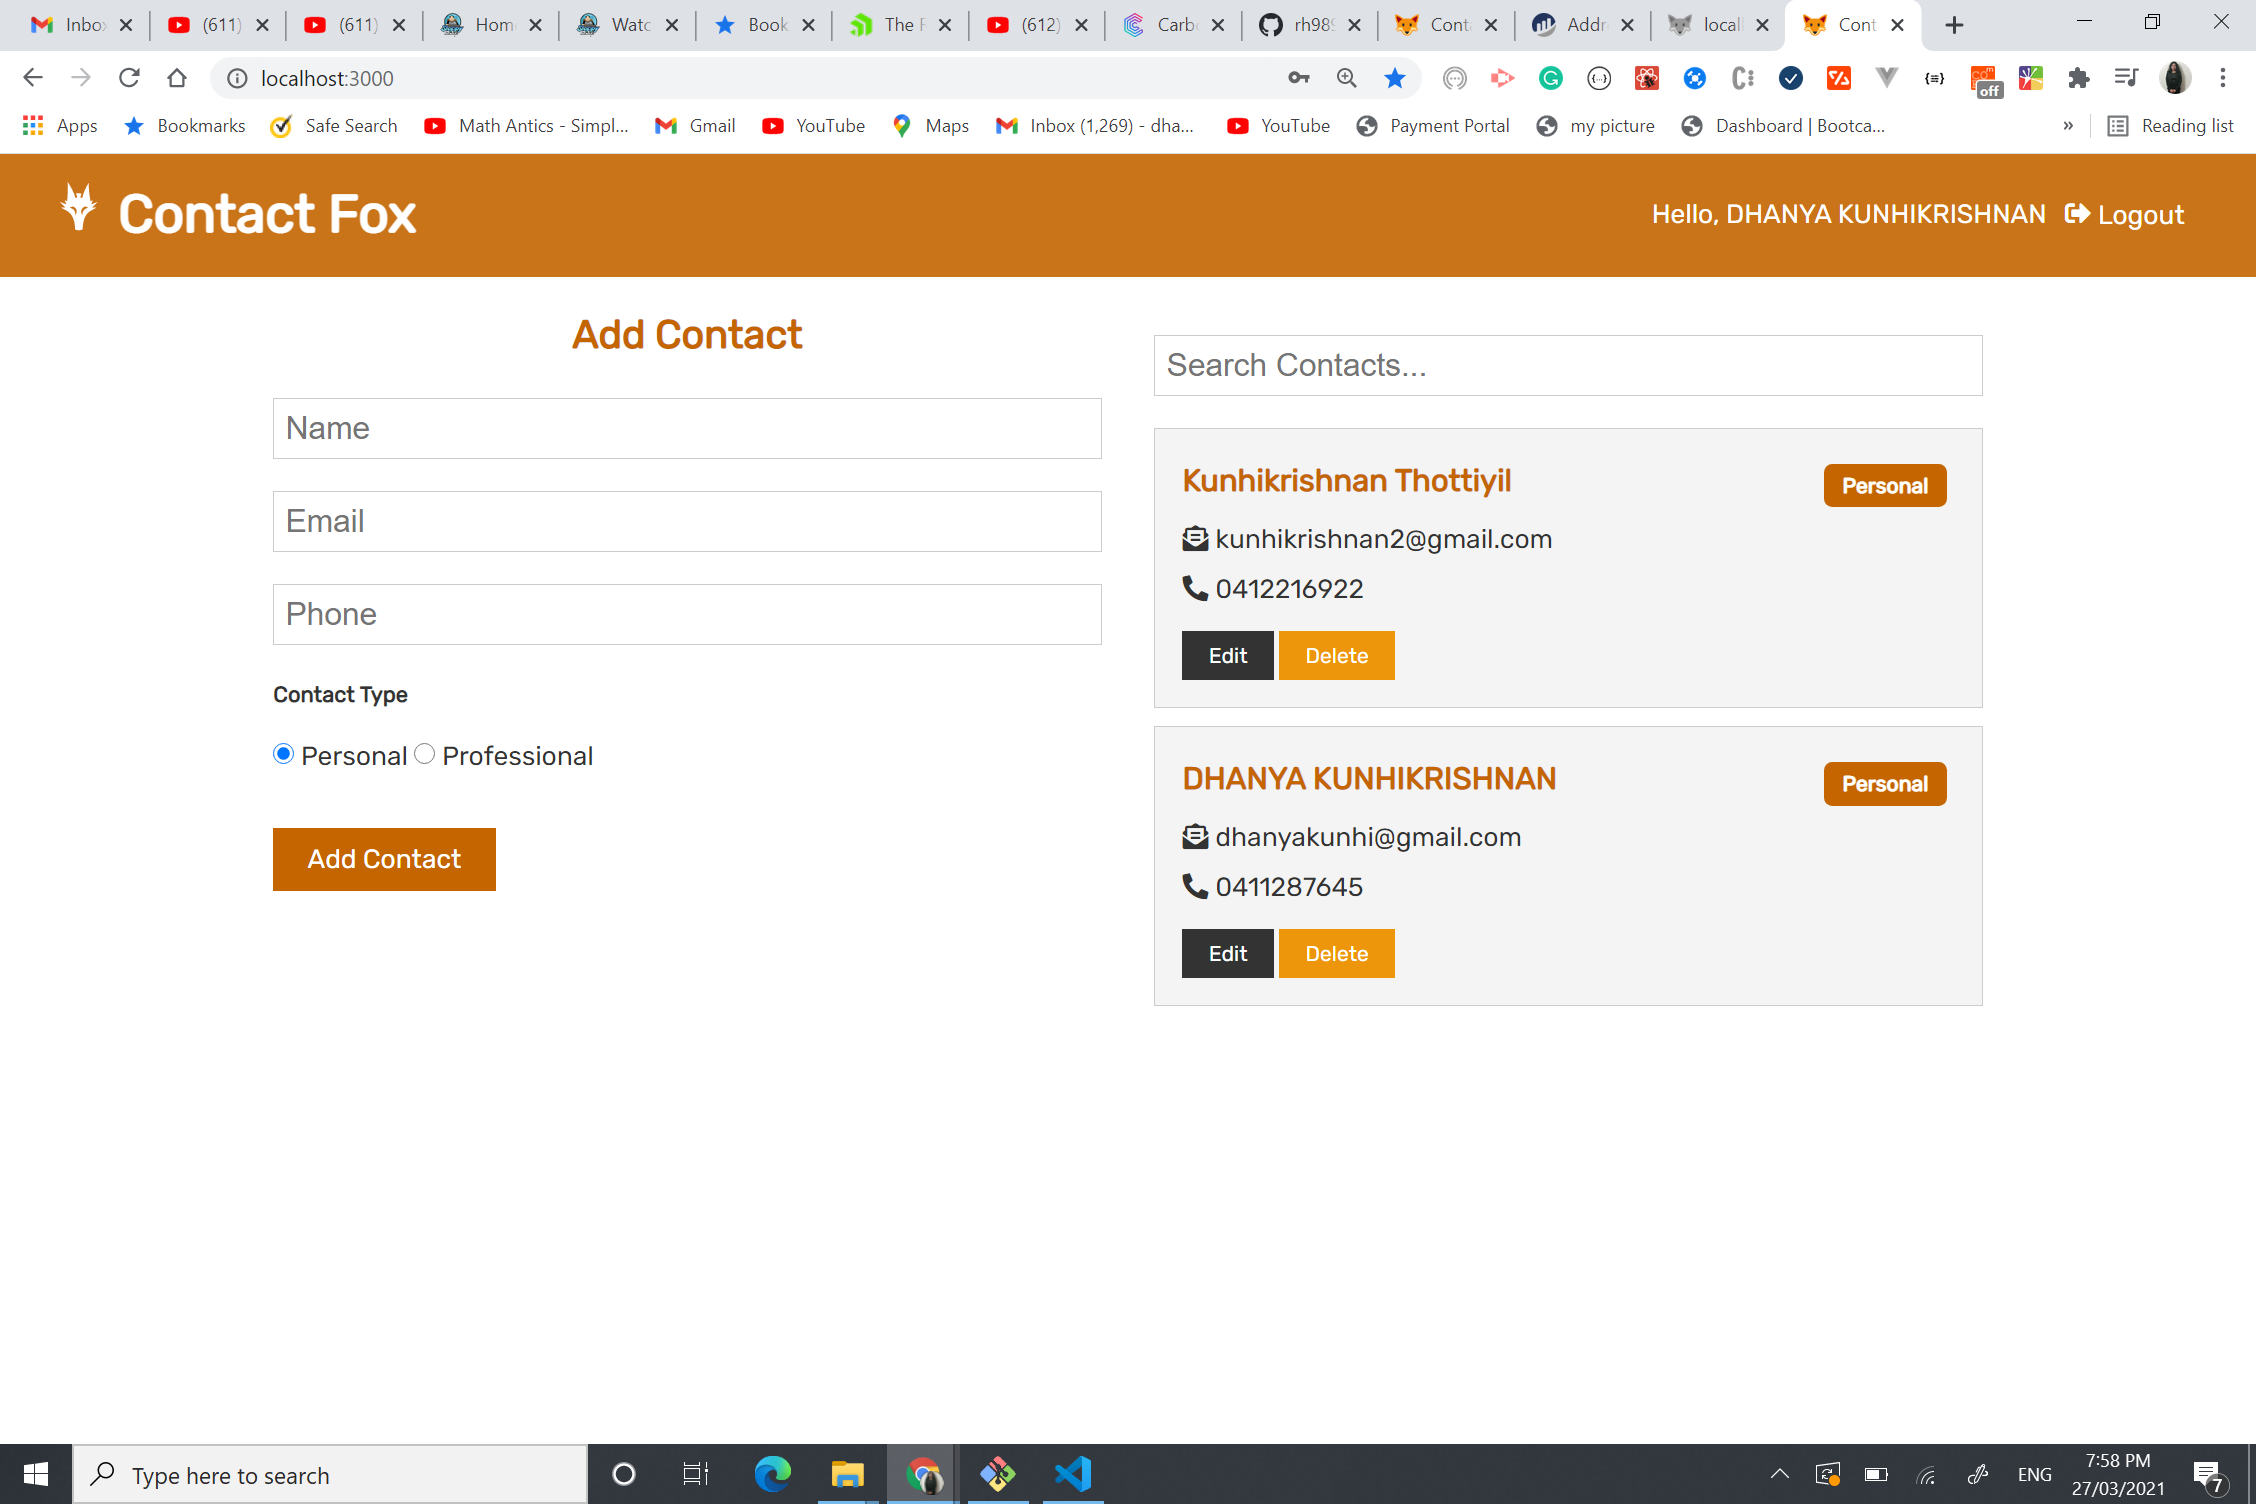 Inbo (611) (611) Hom Watc Book The F (612) Carb rh989 Cont Addr local Cont
localhost:3000
off
Apps Bookmarks Safe Search Math Antics - Simpl... Gmail YouTube Maps Inbox (1,269) - dha... YouTube Payment Portal my picture Dashboard | Bootca... » Reading list
Contact Fox
Hello, DHANYA KUNHIKRISHNAN Logout
Add Contact
Name
Email
Phone
Contact Type
Personal Professional
Add Contact
Search Contacts...
Kunhikrishnan Thottiyil Personal
kunhikrishnan2@gmail.com
0412216922
Edit Delete
DHANYA KUNHIKRISHNAN Personal
dhanyakunhi@gmail.com
0411287645
Edit Delete
Type here to search
ENG
7:58 PM
27/03/2021
7